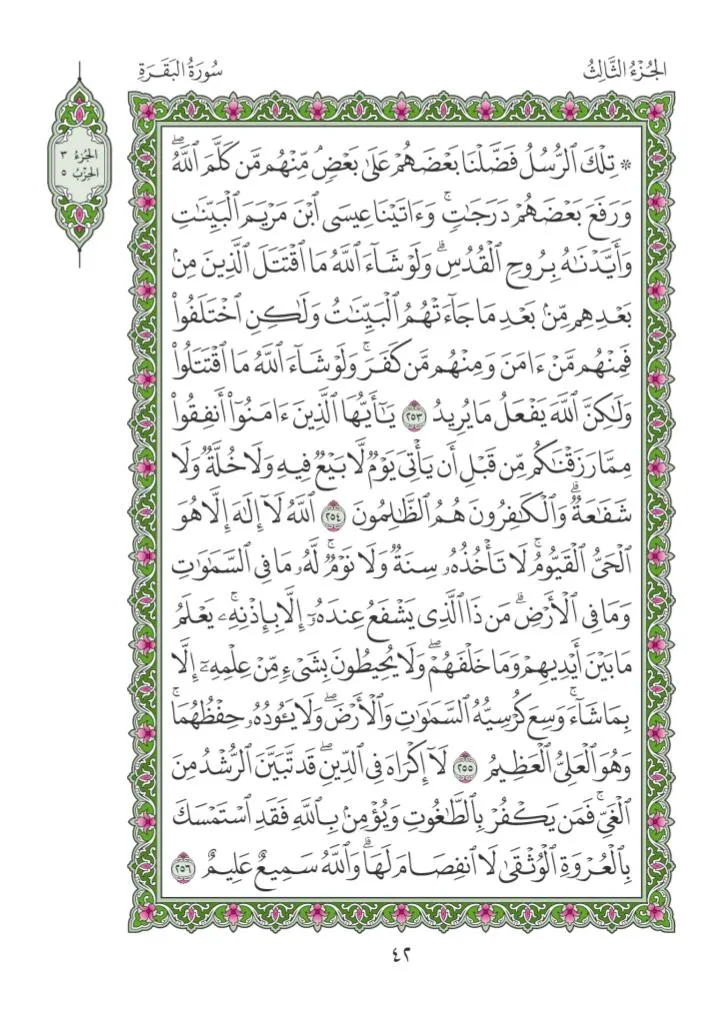 الجُزْءُ الثَّالِثُ
سُورَةُ البَقَرَةِ
الجُزءُ ٣
الحِزْبُ ٥
* تِلْكَ ٱلرُّسُلُ فَضَّلْنَا بَعْضَهُمْ عَلَىٰ بَعْضٖۘ مِّنْهُم مَّن كَلَّمَ ٱللَّهُۖ
وَرَفَعَ بَعْضَهُمْ دَرَجَٰتٖۚ وَءَاتَيْنَا عِيسَى ٱبْنَ مَرْيَمَ ٱلْبَيِّنَٰتِ
وَأَيَّدْنَٰهُ بِرُوحِ ٱلْقُدُسِۗ وَلَوْ شَآءَ ٱللَّهُ مَا ٱقْتَتَلَ ٱلَّذِينَ مِنۢ
بَعْدِهِم مِّنۢ بَعْدِ مَا جَآءَتْهُمُ ٱلْبَيِّنَٰتُ وَلَٰكِنِ ٱخْتَلَفُوا۟
فَمِنْهُم مَّنْ ءَامَنَ وَمِنْهُم مَّن كَفَرَۚ وَلَوْ شَآءَ ٱللَّهُ مَا ٱقْتَتَلُوا۟
وَلَٰكِنَّ ٱللَّهَ يَفْعَلُ مَا يُرِيدُ ٢٥٣ يَٰٓأَيُّهَا ٱلَّذِينَ ءَامَنُوٓا۟ أَنفِقُوا۟
مِمَّا رَزَقْنَٰكُم مِّن قَبْلِ أَن يَأْتِيَ يَوْمٞ لَّا بَيْعٞ فِيهِ وَلَا خُلَّةٞ وَلَا
شَفَٰعَةٞۗ وَٱلْكَٰفِرُونَ هُمُ ٱلظَّٰلِمُونَ ٢٥٤ ٱللَّهُ لَآ إِلَٰهَ إِلَّا هُوَ
ٱلْحَيُّ ٱلْقَيُّومُۚ لَا تَأْخُذُهُۥ سِنَةٞ وَلَا نَوْمٞۚ لَّهُۥ مَا فِي ٱلسَّمَٰوَٰتِ
وَمَا فِي ٱلْأَرْضِۗ مَن ذَا ٱلَّذِي يَشْفَعُ عِندَهُۥٓ إِلَّا بِإِذْنِهِۦۚ يَعْلَمُ
مَا بَيْنَ أَيْدِيهِمْ وَمَا خَلْفَهُمْۖ وَلَا يُحِيطُونَ بِشَيْءٖ مِّنْ عِلْمِهِۦٓ إِلَّا
بِمَا شَآءَۚ وَسِعَ كُرْسِيُّهُ ٱلسَّمَٰوَٰتِ وَٱلْأَرْضَۖ وَلَا يَـُٔودُهُۥ حِفْظُهُمَاۚ
وَهُوَ ٱلْعَلِيُّ ٱلْعَظِيمُ ٢٥٥ لَآ إِكْرَاهَ فِي ٱلدِّينِۖ قَد تَّبَيَّنَ ٱلرُّشْدُ مِنَ
ٱلْغَيِّۚ فَمَن يَكْفُرْ بِٱلطَّٰغُوتِ وَيُؤْمِنۢ بِٱللَّهِ فَقَدِ ٱسْتَمْسَكَ
بِٱلْعُرْوَةِ ٱلْوُثْقَىٰ لَا ٱنفِصَامَ لَهَاۗ وَٱللَّهُ سَمِيعٌ عَلِيمٌ ٢٥٦
٤٢